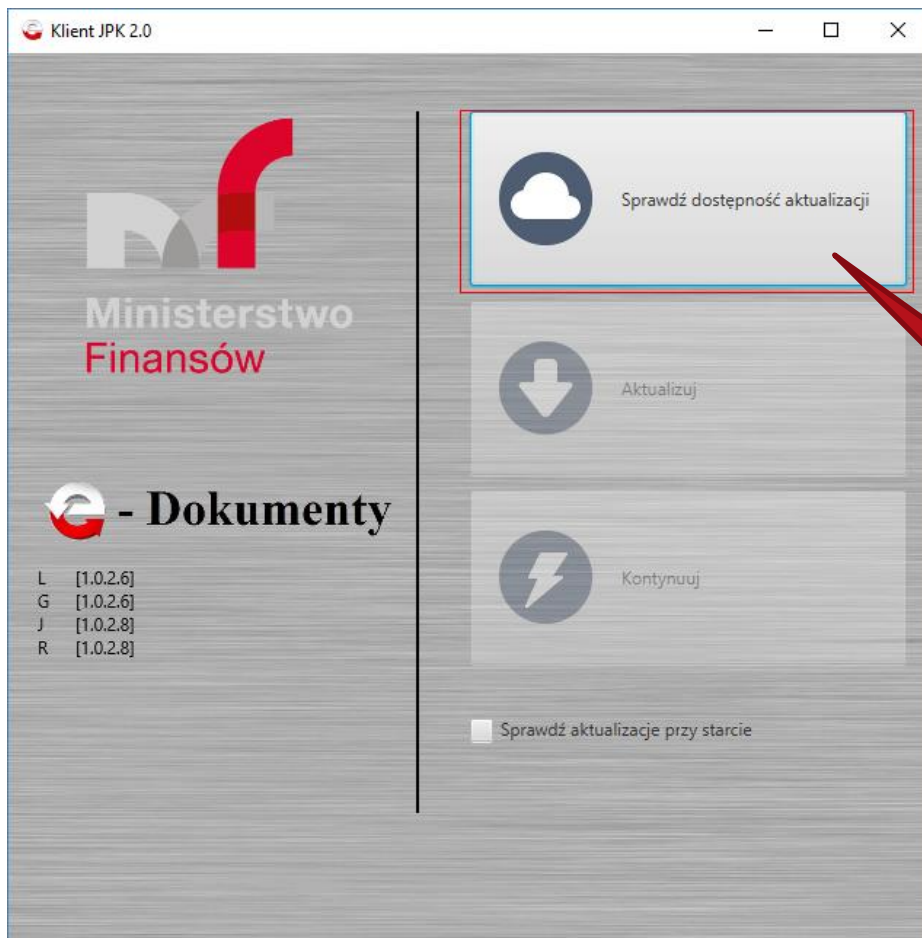 Klient JPK 2.0
Ministerstwo
Finansów
e - Dokumenty
L [1.0.2.6]
G [1.0.2.6]
J [1.0.2.8]
R [1.0.2.8]
Sprawdź dostępność aktualizacji
Aktualizuj
Kontynuuj
Sprawdź aktualizacje przy starcie